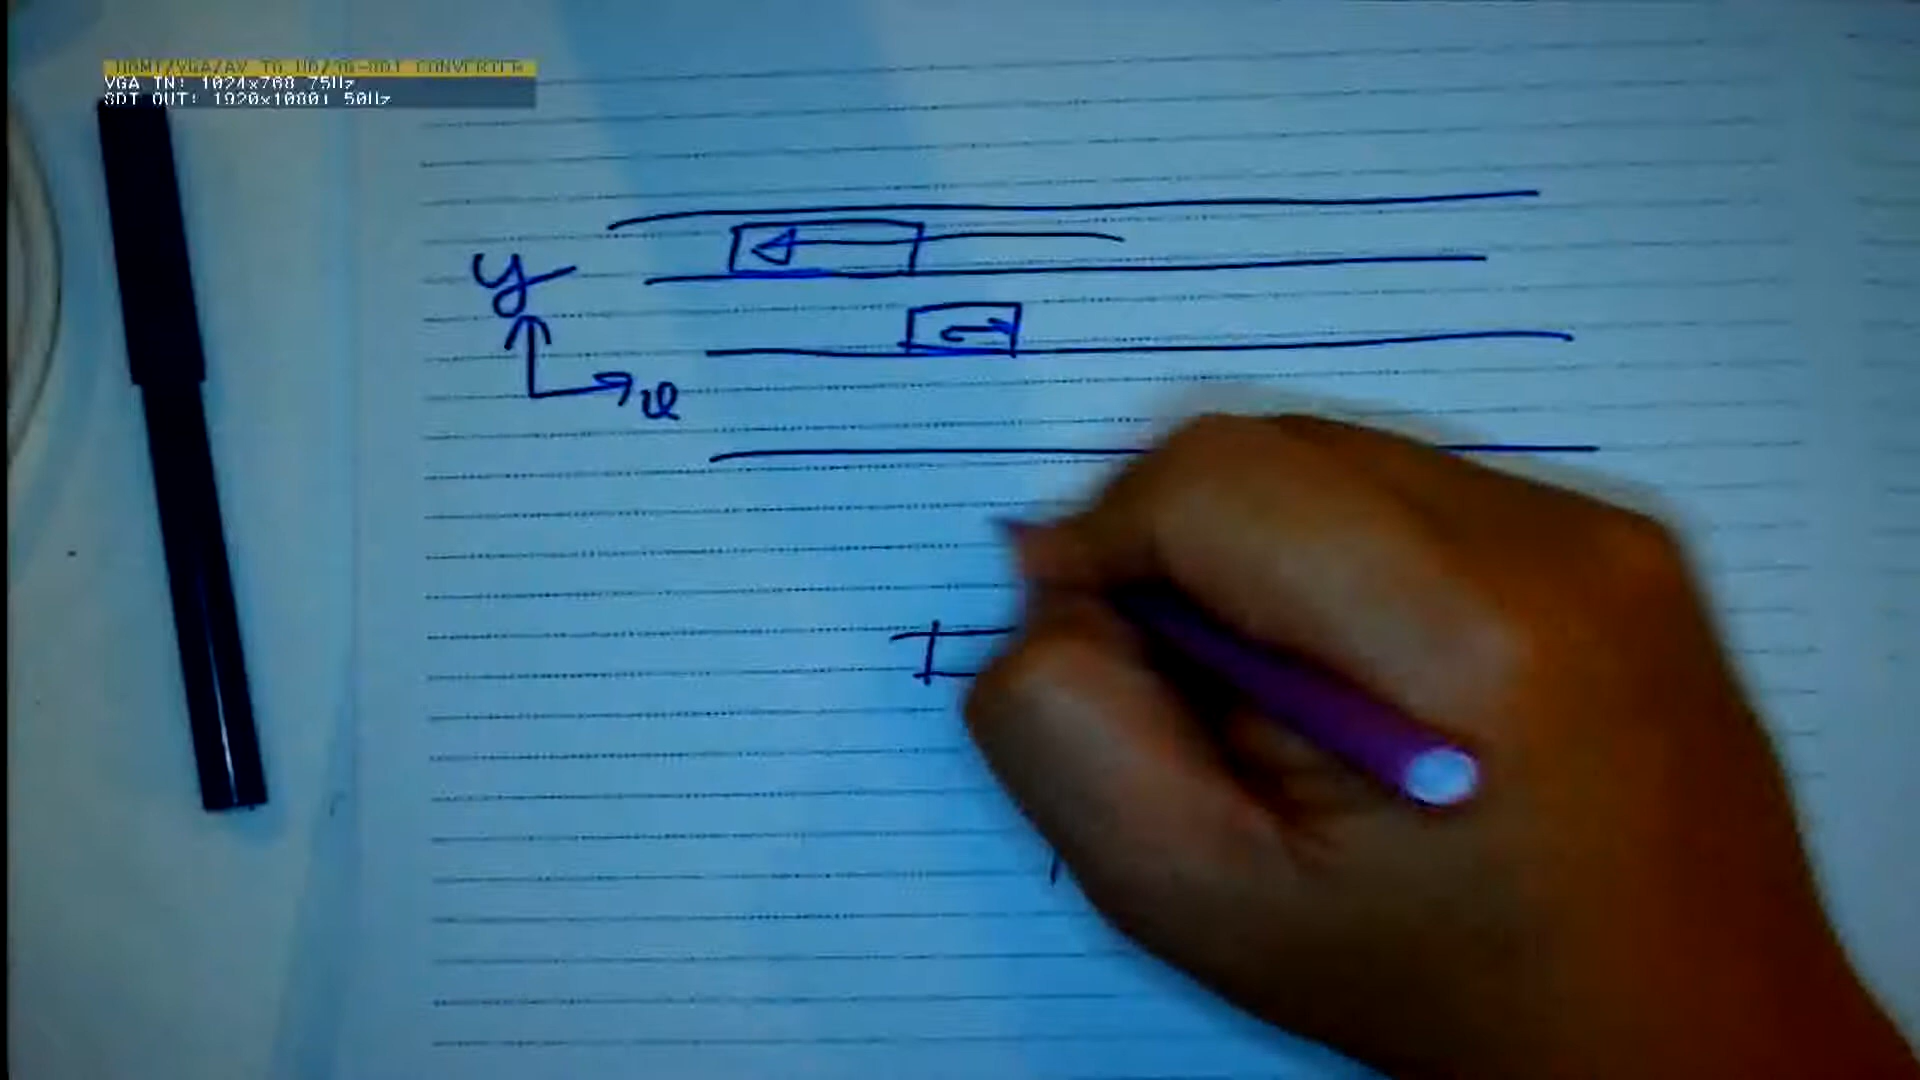 HDMI/VGA/AV TO HD/3G-SDI CONVERTER
VGA IN: 1024x768 75Hz
SDI OUT: 1920x1080i 50Hz
y
x